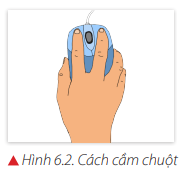 ▲ Hình 6.2. Cách cầm chuột